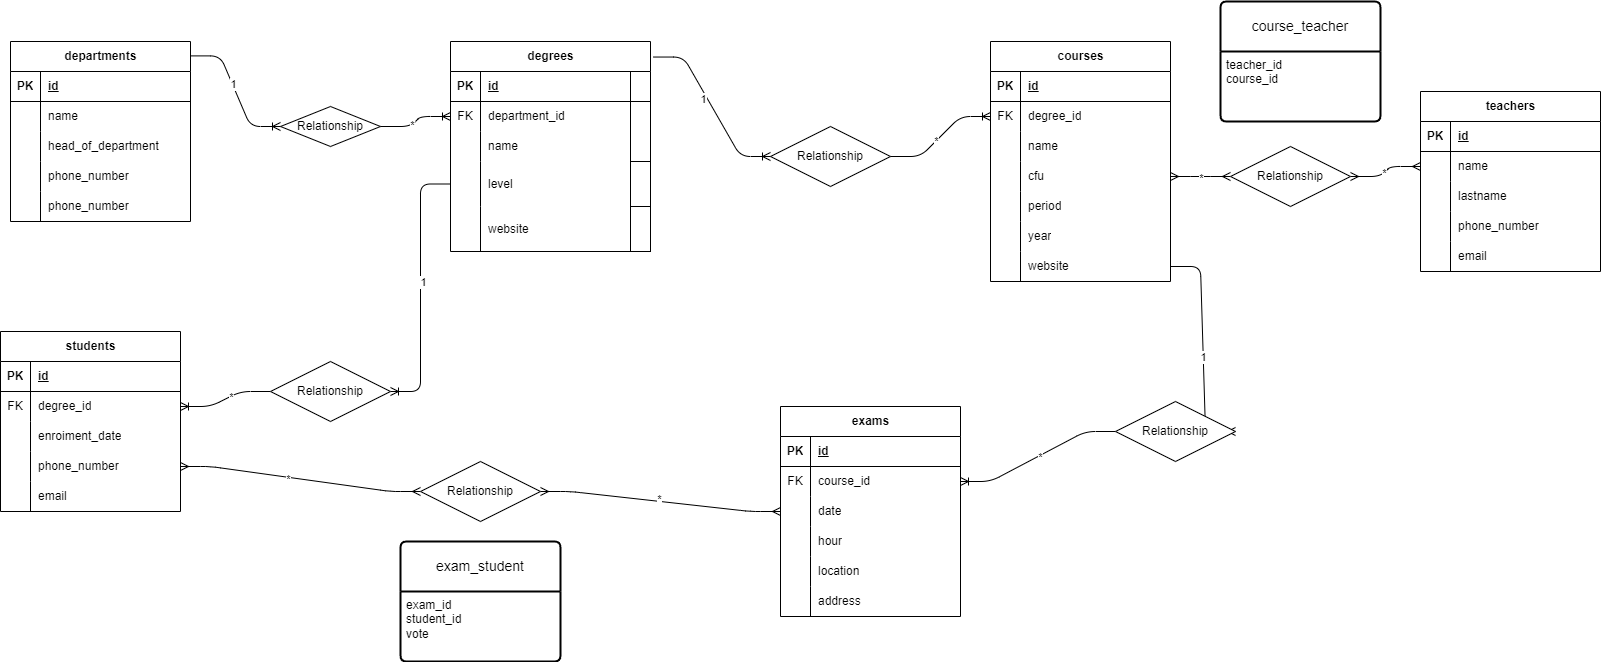 departments
PK id
name
head_of_department
phone_number
phone_number
1
Relationship
*
degrees
PK id
FK department_id
name
level
website
1
Relationship
*
courses
PK id
FK degree_id
name
cfu
period
year
website
course_teacher
teacher_id
course_id
*
Relationship
*
teachers
PK id
name
lastname
phone_number
email
1
1
students
PK id
FK degree_id
enroiment_date
phone_number
email
*
Relationship
*
Relationship
*
exam_student
exam_id
student_id
vote
exams
PK id
FK course_id
date
hour
location
address
*
Relationship